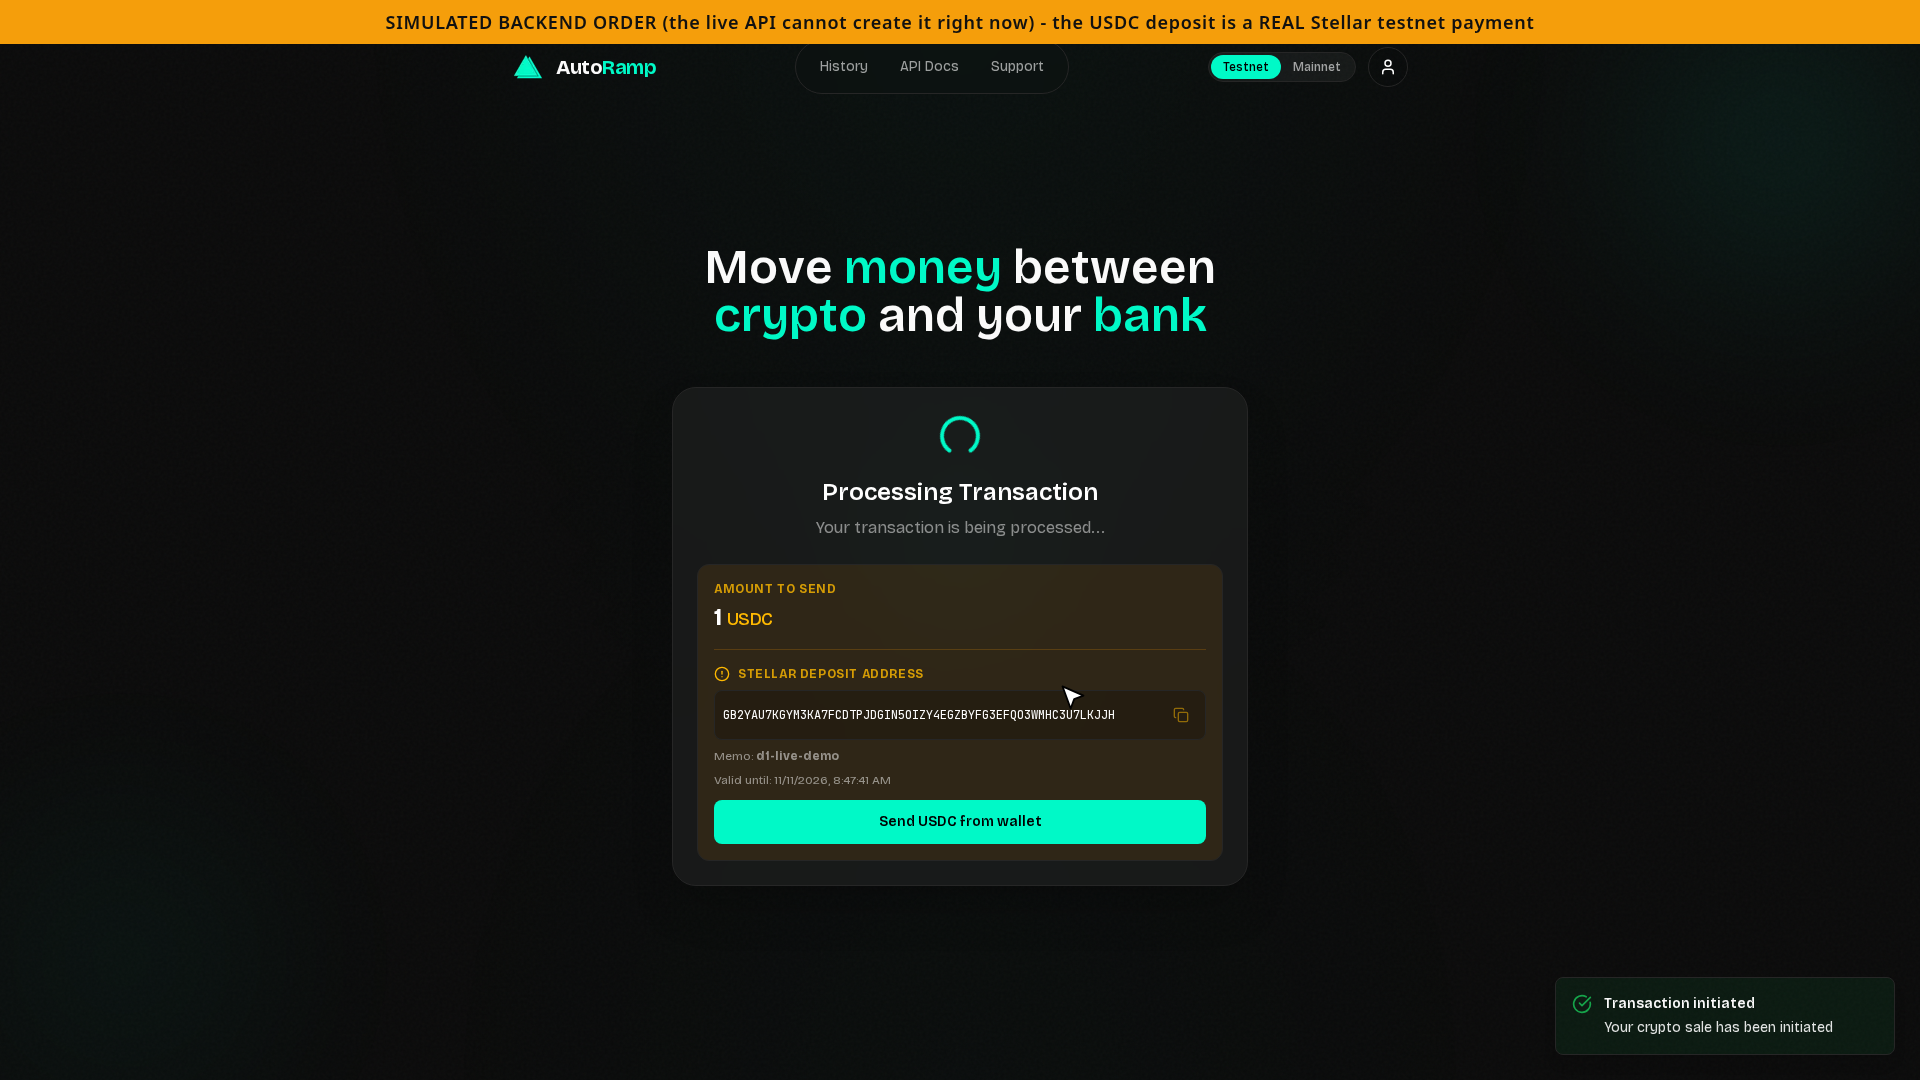 SIMULATED BACKEND ORDER (the live API cannot create it right now) - the USDC deposit is a REAL Stellar testnet payment
AutoRamp
History
API Docs
Support
Testnet
Mainnet
Move money between
crypto and your bank
Processing Transaction
Your transaction is being processed...
AMOUNT TO SEND
1 USDC
STELLAR DEPOSIT ADDRESS
GB2YAU7KGYM3KA7FCDTPJDGIN5OIZY4EGZBYFG3EFQO3WMHC3U7LKJJH
Memo: d1-live-demo
Valid until: 11/11/2026, 8:47:41 AM
Send USDC from wallet
Transaction initiated
Your crypto sale has been initiated